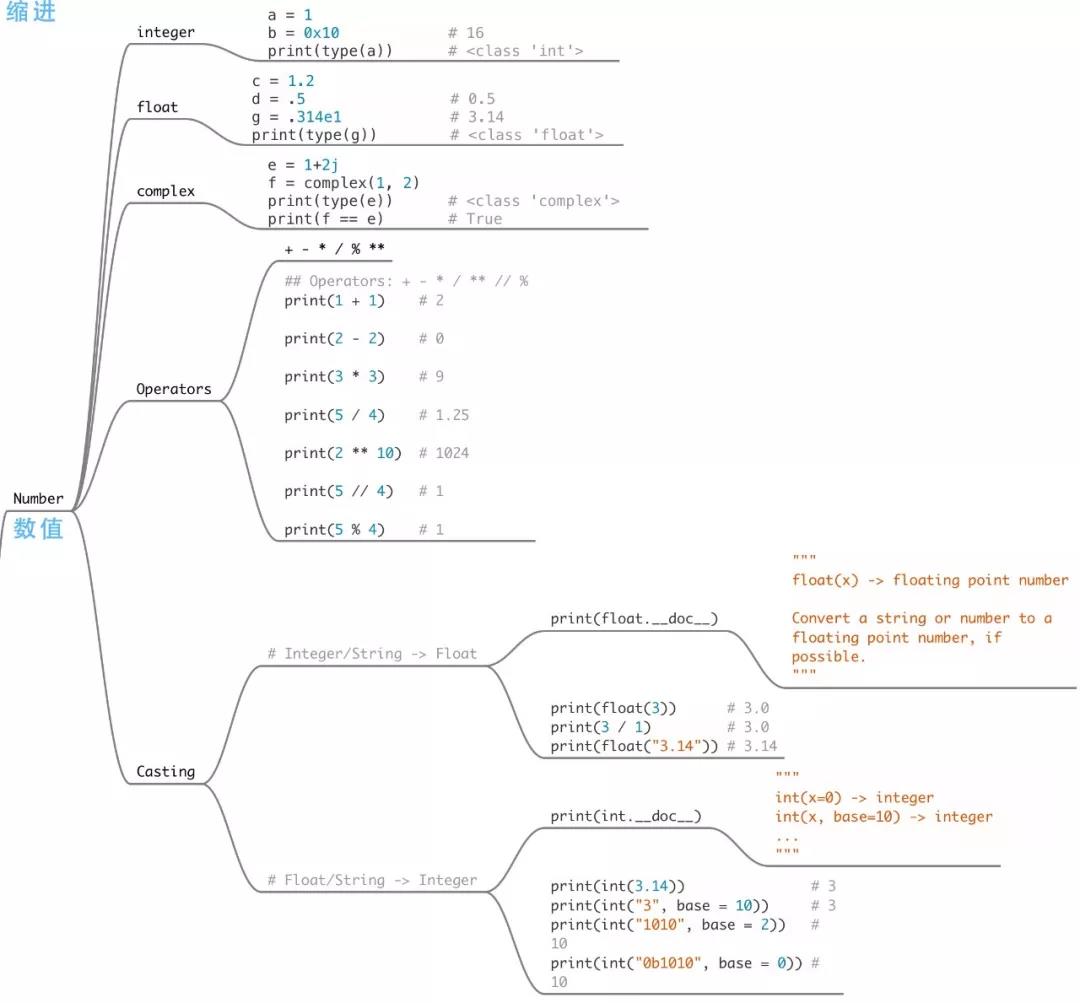 缩进
integer
a = 1
b = 0x10 # 16
print(type(a)) # <class 'int'>
float
c = 1.2
d = .5 # 0.5
g = .314e1 # 3.14
print(type(g)) # <class 'float'>
complex
e = 1+2j
f = complex(1, 2)
print(type(e)) # <class 'complex'>
print(f == e) # True
Operators
+ - * / % **
## Operators: + - * / ** // %
print(1 + 1) # 2
print(2 - 2) # 0
print(3 * 3) # 9
print(5 / 4) # 1.25
print(2 ** 10) # 1024
print(5 // 4) # 1
print(5 % 4) # 1
Number
数值
Casting
# Integer/String -> Float
print(float.__doc__)
"""
float(x) -> floating point number
Convert a string or number to a
floating point number, if
possible.
"""
print(float(3)) # 3.0
print(3 / 1) # 3.0
print(float("3.14")) # 3.14
# Float/String -> Integer
print(int.__doc__)
"""
int(x=0) -> integer
int(x, base=10) -> integer
...
"""
print(int(3.14)) # 3
print(int("3", base = 10)) # 3
print(int("1010", base = 2)) #
10
print(int("0b1010", base = 0)) #
10